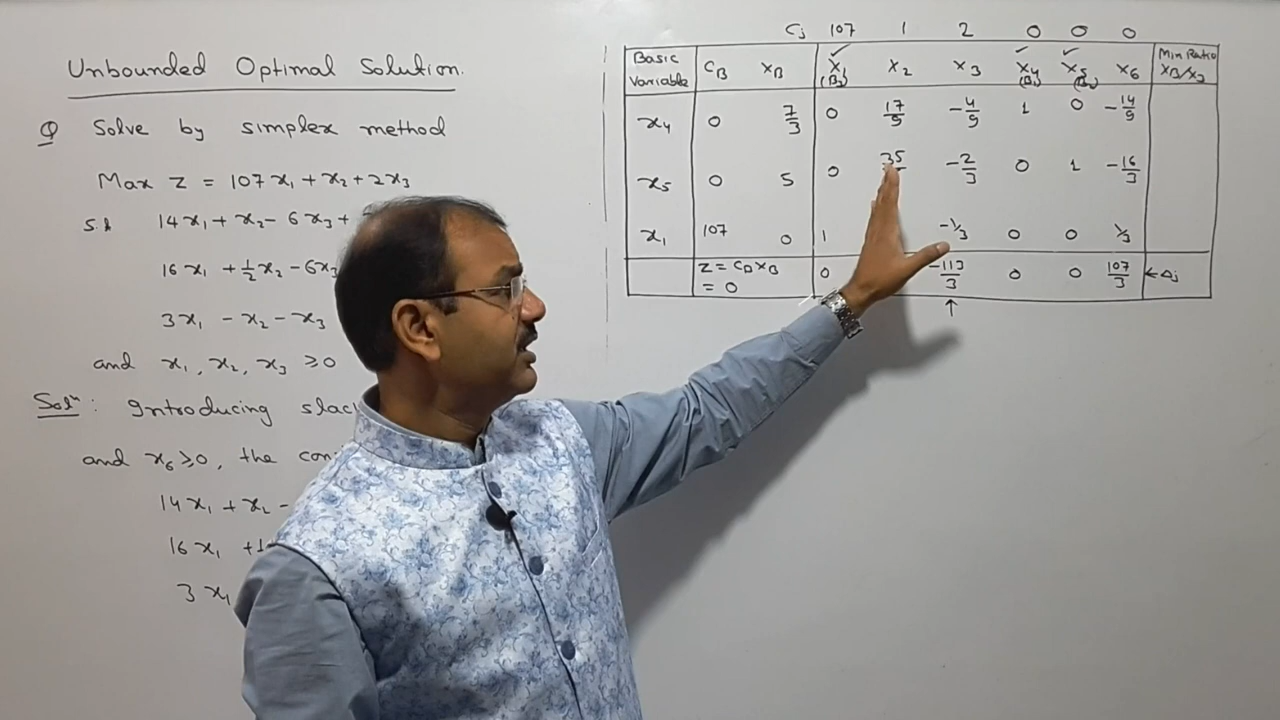 Unbounded Optimal Solution.
Q Solve by simplex method
Max Z = 107x₁ + x₂ + 2x₃
s.t 14x₁ + x₂ - 6x₃ +
16x₁ + ½x₂ - 6x₃
3x₁ - x₂ - x₃
and x₁, x₂, x₃ ≥ 0
Solⁿ: Introducing slac
and x₆ ≥ 0, the con
14x₁ + x₂ -
16x₁ + 1
3x₁
Cj 107 1 2 0 0 0
Basic Variable CB XB X₁ (B₃) ✓ X₂ X₃ X₄ (B₁) ✓ X₅ (B₂) ✓ X₆ Min Ratio XB/X₃
x₄ 0 7/3 0 17/9 -4/9 1 0 -14/9
x₅ 0 5 0 35 -2/3 0 1 -16/3
x₁ 107 0 1 -1/3 0 0 1/3
Z = CBXB = 0 0 -113/3 0 0 107/3 ← Δj
↑